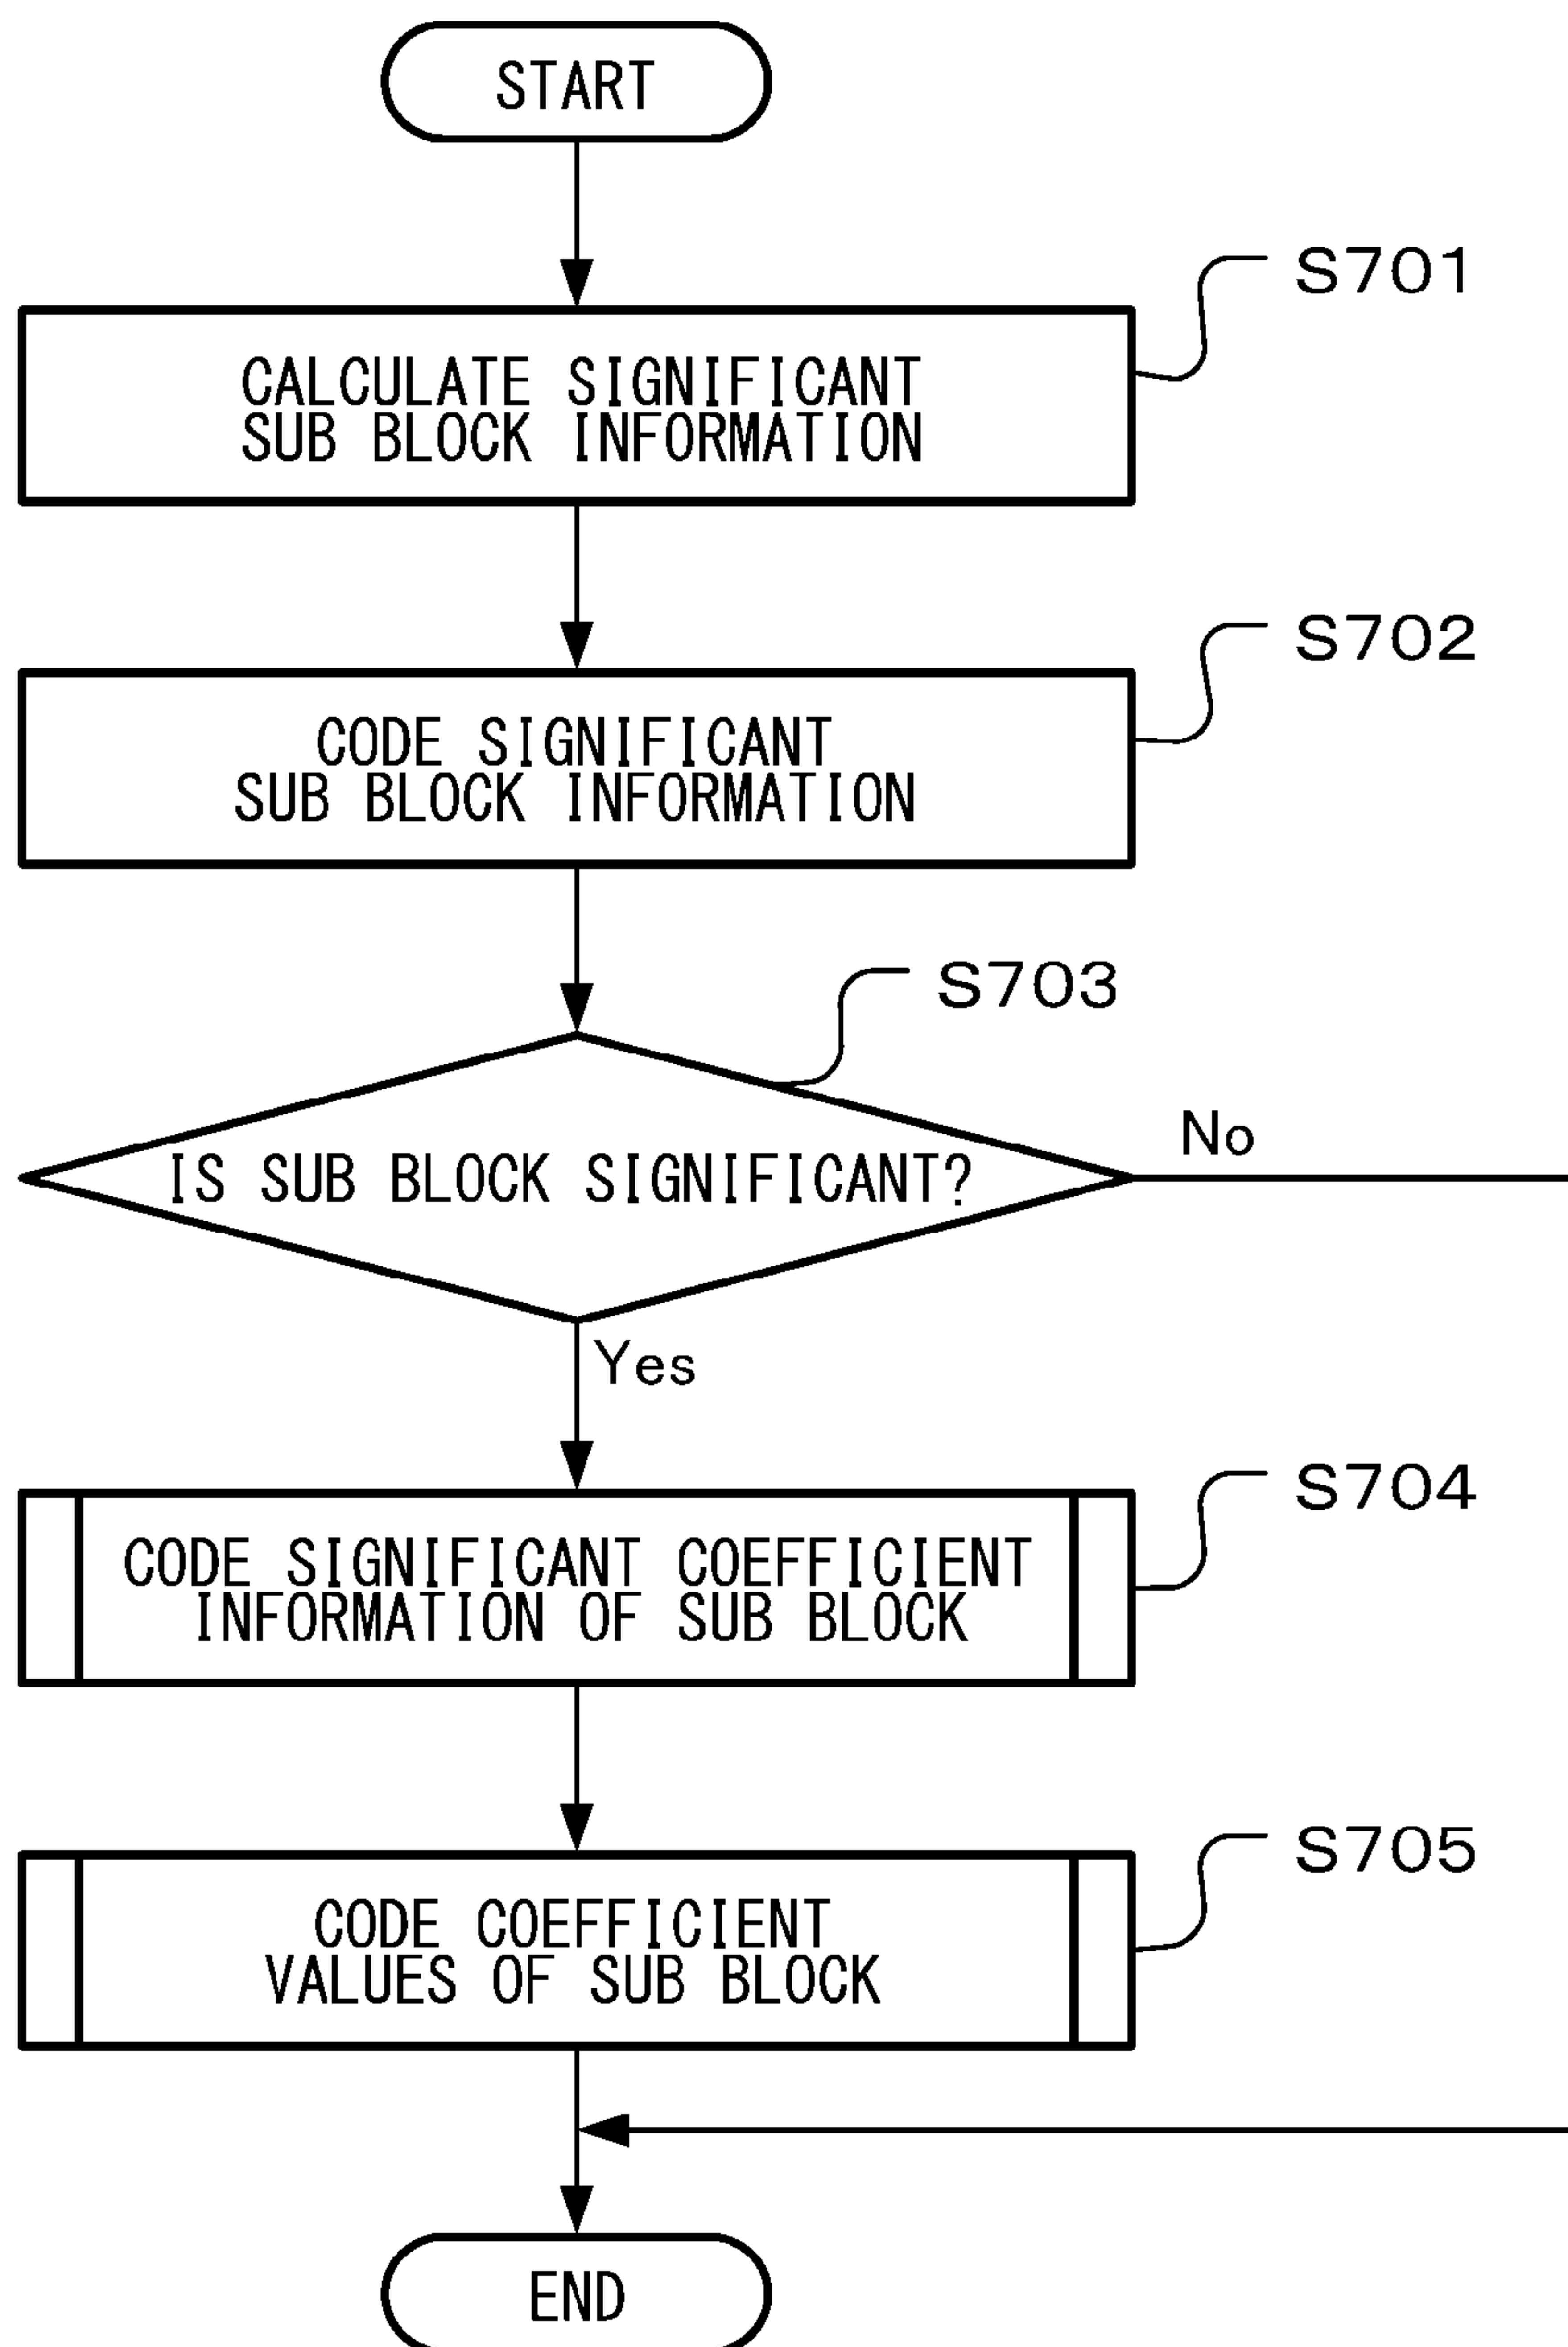 START
S701
CALCULATE SIGNIFICANT
SUB BLOCK INFORMATION
S702
CODE SIGNIFICANT
SUB BLOCK INFORMATION
S703
No
IS SUB BLOCK SIGNIFICANT?
Yes
S704
CODE SIGNIFICANT COEFFICIENT
INFORMATION OF SUB BLOCK
S705
CODE COEFFICIENT
VALUES OF SUB BLOCK
END